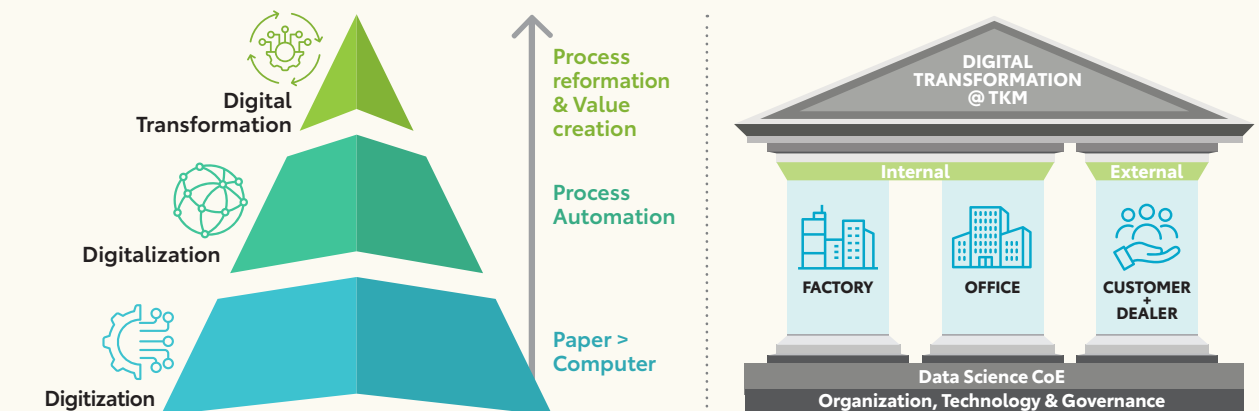 Digital
Transformation
Process
reformation
& Value
creation
Digitalization
Process
Automation
Digitization
Paper >
Computer
DIGITAL
TRANSFORMATION
@ TKM
Internal
External
FACTORY
OFFICE
CUSTOMER
+
DEALER
Data Science CoE
Organization, Technology & Governance